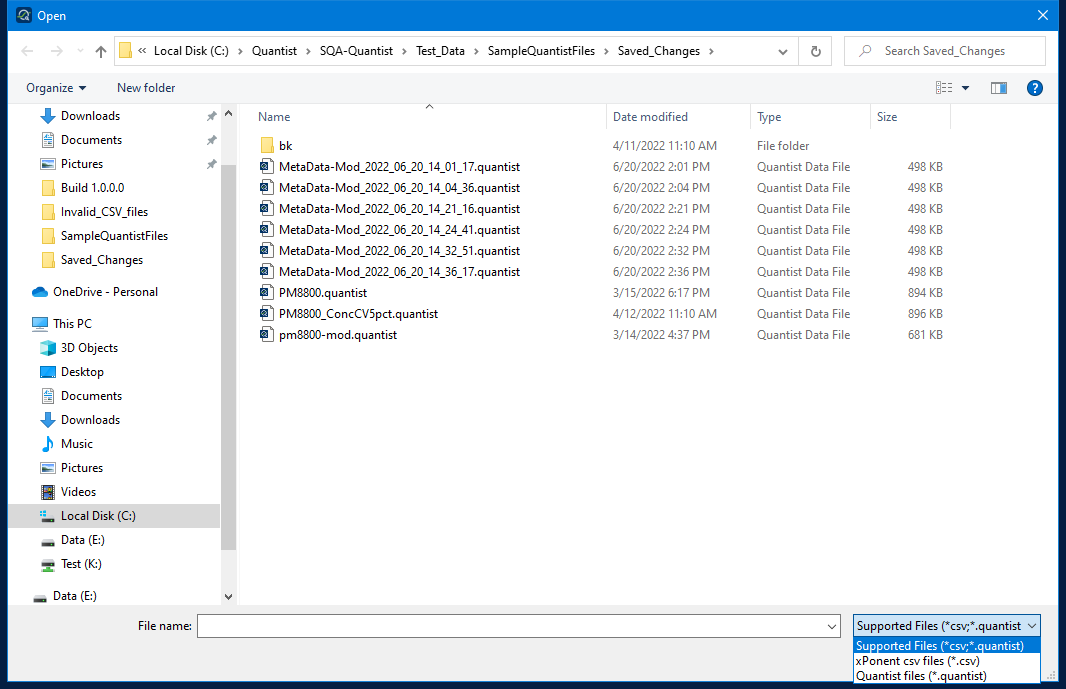 Open
« Local Disk (C:) › Quantist › SQA-Quantist › Test_Data › SampleQuantistFiles › Saved_Changes ›
Search Saved_Changes
Organize
New folder
?
Downloads
Documents
Pictures
Build 1.0.0.0
Invalid_CSV_files
SampleQuantistFiles
Saved_Changes
OneDrive - Personal
This PC
3D Objects
Desktop
Documents
Downloads
Music
Pictures
Videos
Local Disk (C:)
Data (E:)
Test (K:)
Data (E:)
Name Date modified Type Size
bk 4/11/2022 11:10 AM File folder
MetaData-Mod_2022_06_20_14_01_17.quantist 6/20/2022 2:01 PM Quantist Data File 498 KB
MetaData-Mod_2022_06_20_14_04_36.quantist 6/20/2022 2:04 PM Quantist Data File 498 KB
MetaData-Mod_2022_06_20_14_21_16.quantist 6/20/2022 2:21 PM Quantist Data File 498 KB
MetaData-Mod_2022_06_20_14_24_41.quantist 6/20/2022 2:24 PM Quantist Data File 498 KB
MetaData-Mod_2022_06_20_14_32_51.quantist 6/20/2022 2:32 PM Quantist Data File 498 KB
MetaData-Mod_2022_06_20_14_36_17.quantist 6/20/2022 2:36 PM Quantist Data File 498 KB
PM8800.quantist 3/15/2022 6:17 PM Quantist Data File 894 KB
PM8800_ConcCV5pct.quantist 4/12/2022 11:10 AM Quantist Data File 896 KB
pm8800-mod.quantist 3/14/2022 4:37 PM Quantist Data File 681 KB
File name:
Supported Files (*csv;*.quantist
Supported Files (*csv;*.quantist)
xPonent csv files (*.csv)
Quantist files (*.quantist)